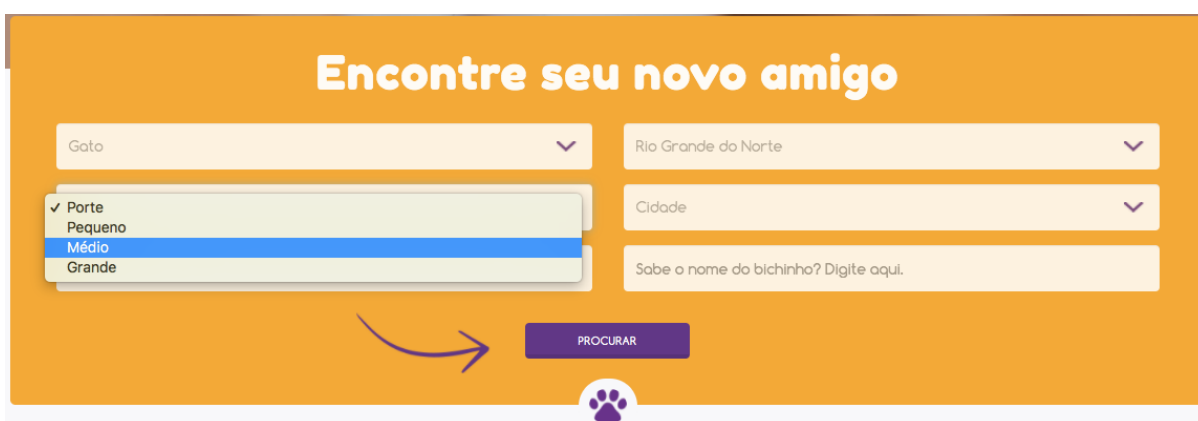 Encontre seu novo amigo
Gato
Rio Grande do Norte
✓ Porte
Pequeno
Médio
Grande
Cidade
Sabe o nome do bichinho? Digite aqui.
PROCURAR